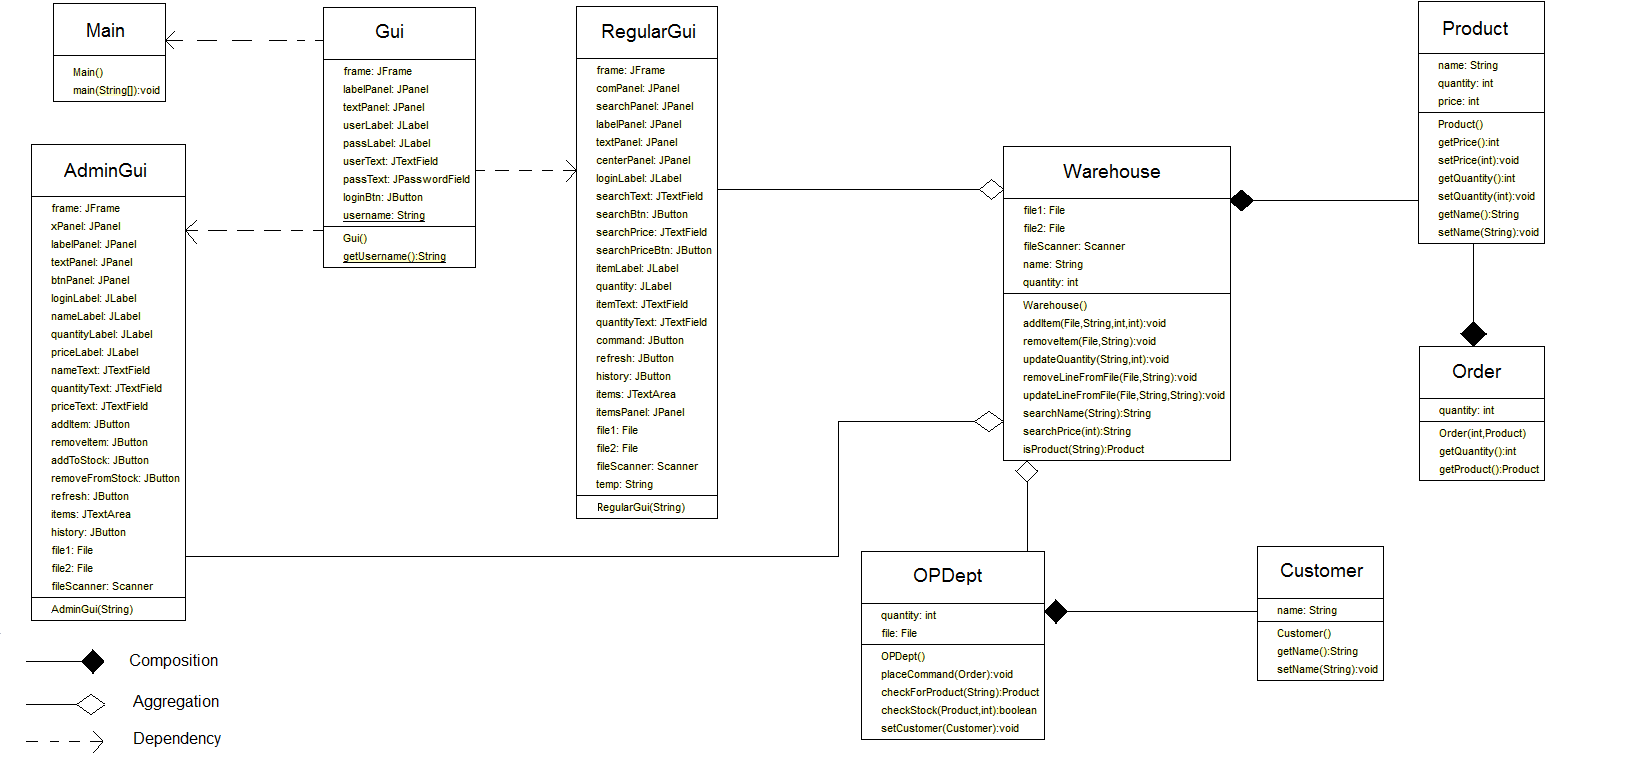 Main
Main()
main(String[]):void
Gui
frame: JFrame
labelPanel: JPanel
textPanel: JPanel
userLabel: JLabel
passLabel: JLabel
userText: JTextField
passText: JPasswordField
loginBtn: JButton
username: String
Gui()
getUsername():String
RegularGui
frame: JFrame
comPanel: JPanel
searchPanel: JPanel
labelPanel: JPanel
textPanel: JPanel
centerPanel: JPanel
loginLabel: JLabel
searchText: JTextField
searchBtn: JButton
searchPrice: JTextField
searchPriceBtn: JButton
itemLabel: JLabel
quantity: JLabel
itemText: JTextField
quantityText: JTextField
command: JButton
refresh: JButton
history: JButton
items: JTextArea
itemsPanel: JPanel
file1: File
file2: File
fileScanner: Scanner
temp: String
RegularGui(String)
Product
name: String
quantity: int
price: int
Product()
getPrice():int
setPrice(int):void
getQuantity():int
setQuantity(int):void
getName():String
setName(String):void
AdminGui
frame: JFrame
xPanel: JPanel
labelPanel: JPanel
textPanel: JPanel
btnPanel: JPanel
loginLabel: JLabel
nameLabel: JLabel
quantityLabel: JLabel
priceLabel: JLabel
nameText: JTextField
quantityText: JTextField
priceText: JTextField
addItem: JButton
removeItem: JButton
addToStock: JButton
removeFromStock: JButton
refresh: JButton
items: JTextArea
history: JButton
file1: File
file2: File
fileScanner: Scanner
AdminGui(String)
Warehouse
file1: File
file2: File
fileScanner: Scanner
name: String
quantity: int
Warehouse()
addItem(File,String,int,int):void
removeItem(File,String):void
updateQuantity(String,int):void
removeLineFromFile(File,String):void
updateLineFromFile(File,String,String):void
searchName(String):String
searchPrice(int):String
isProduct(String):Product
Order
quantity: int
Order(int,Product)
getQuantity():int
getProduct():Product
OPDept
quantity: int
file: File
OPDept()
placeCommand(Order):void
checkForProduct(String):Product
checkStock(Product,int):boolean
setCustomer(Customer):void
Customer
name: String
Customer()
getName():String
setName(String):void
Composition
Aggregation
Dependency